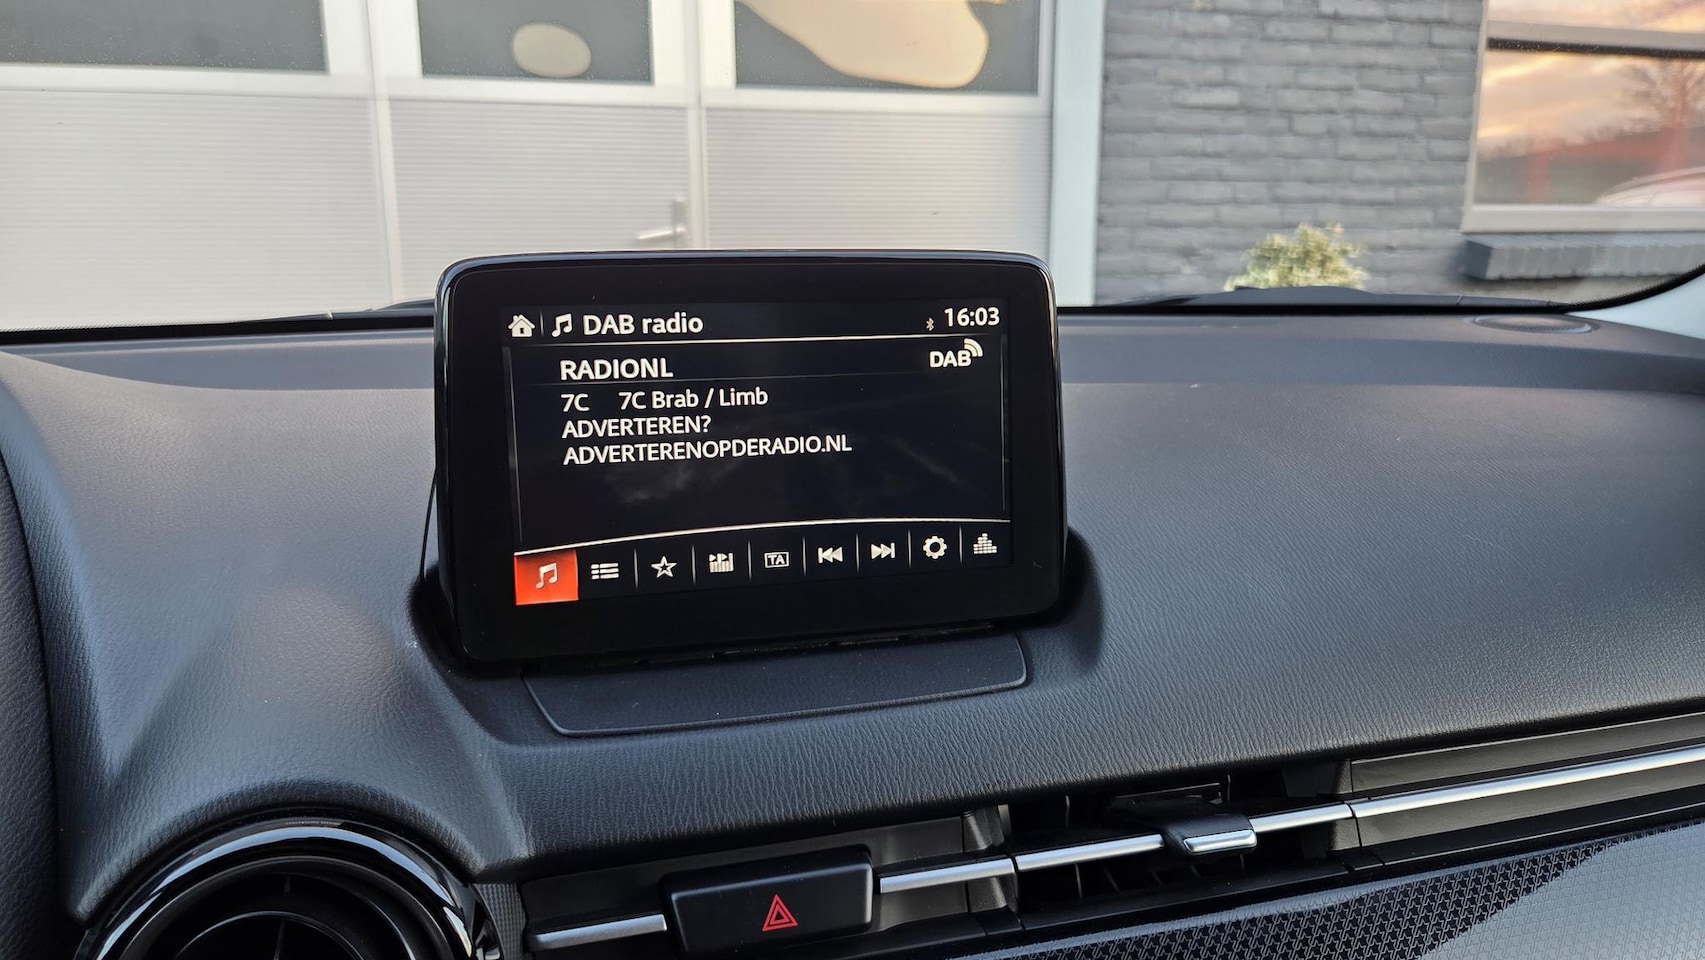 DAB radio 16:03
RADIONL DAB
7C 7C Brab / Limb
ADVERTEREN?
ADVERTERENOPDERADIO.NL
TA